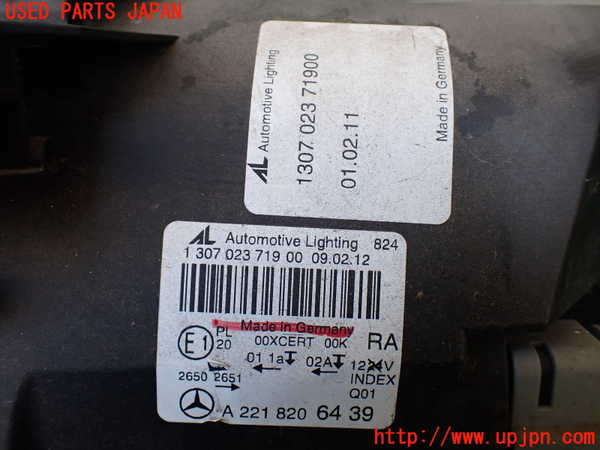 USED PARTS JAPAN
AL Automotive Lighting
1307 023 71900
01.02.11
Made in Germany
AL Automotive Lighting 824
1 307 023 719 00 09.02.12
Made in Germany
E1 PL 00XCERT 00K RA
20 01 1a 02A 1224V
2650 2651 INDEX
Q01
A 221 820 64 39
http://www.upjpn.com/